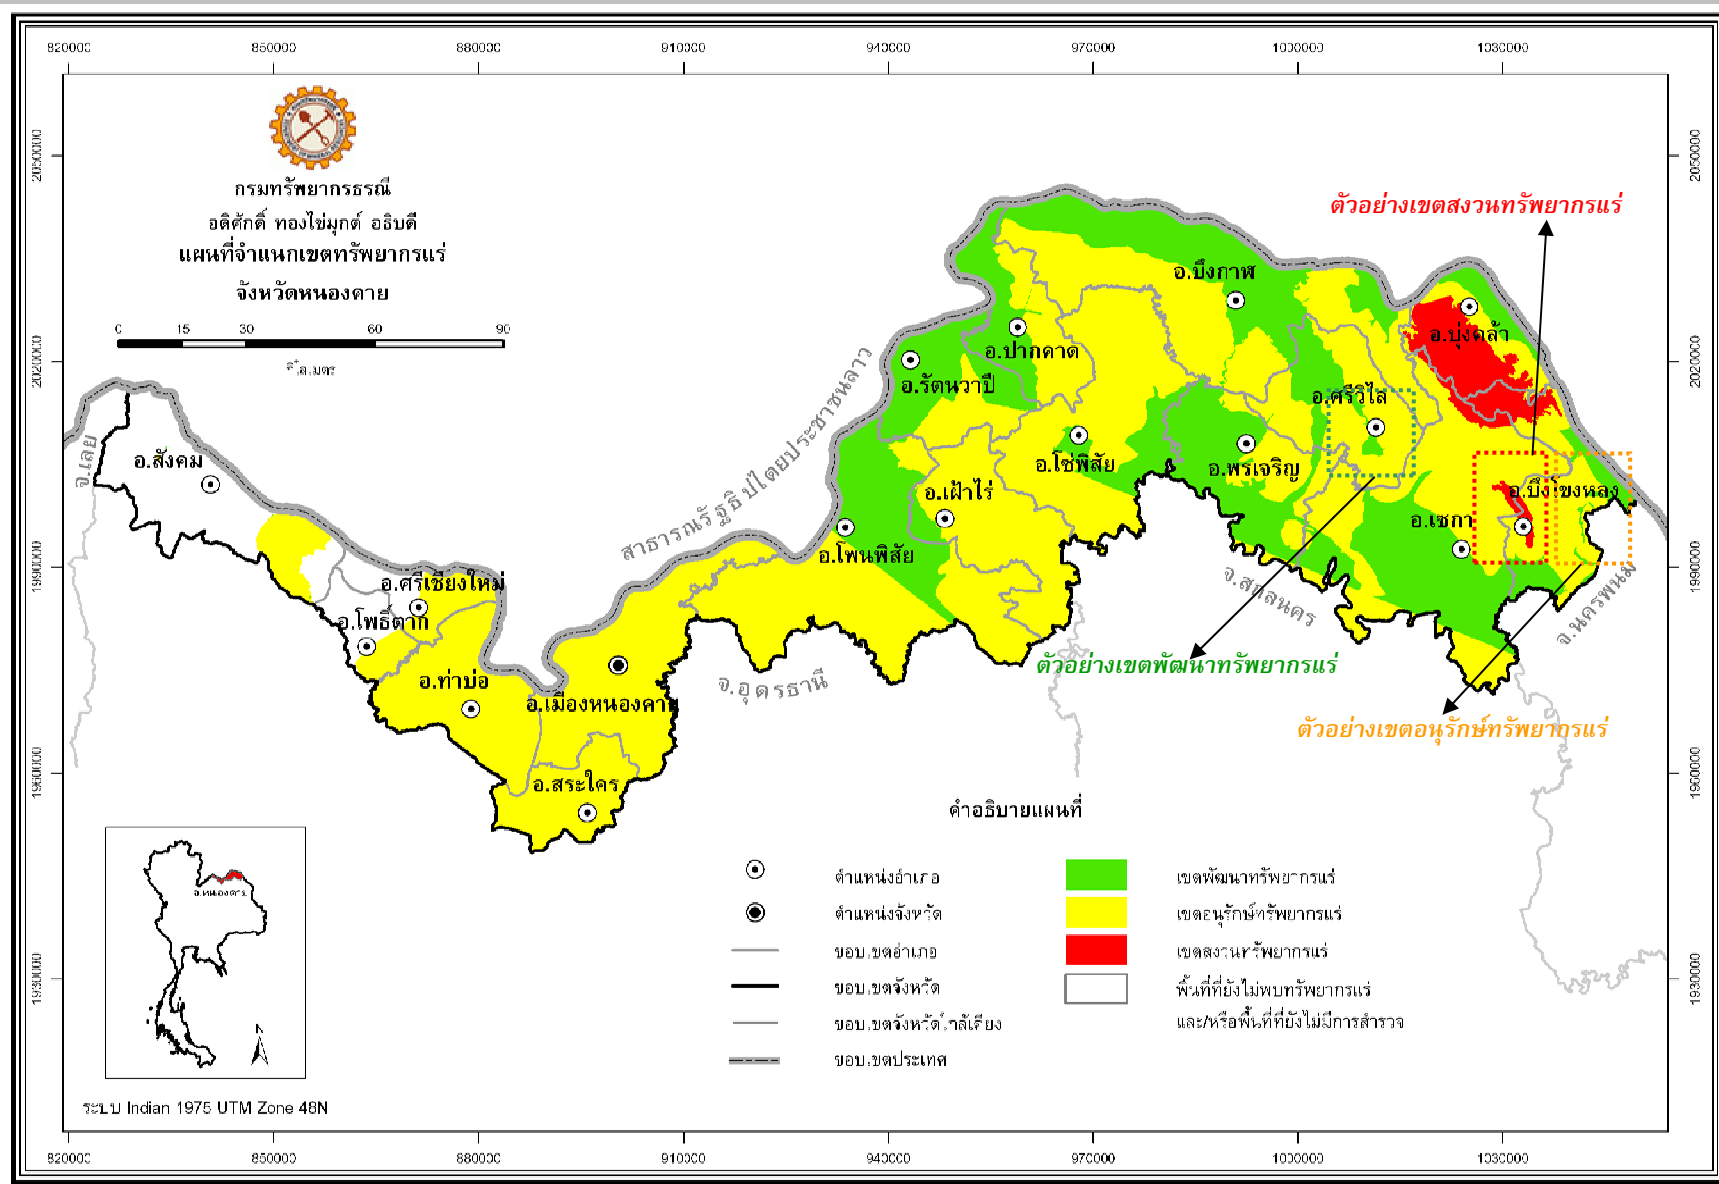 820000 850000 880000 910000 940000 970000 1000000 1030000
กรมทรัพยากรธรณี
อดิศักดิ์ ทองไข่มุกต์ อธิบดี
แผนที่จำแนกเขตทรัพยากรแร่
จังหวัดหนองคาย
0 15 30 60 90
2050000
2020000
1990000
1960000
1930000
2050000
2020000
1990000
1960000
1930000
ตัวอย่างเขตสงวนทรัพยากรแร่
อ.บึงกาฬ
อ.บุ่งคล้า
อ.ปากคาด
อ.รัตนวาปี
อ.ศรีวิไล
สาธารณรัฐธิปไตยประชาชนลาว
จ.เลย
อ.สังคม
อ.โซ่พิสัย
อ.พรเจริญ
อ.เฝ้าไร่
อ.บึงโขงหลง
อ.เซกา
อ.โพนพิสัย
อ.ศรีเชียงใหม่
อ.โพธิ์ตาก
จ.สกลนคร
จ.นครพนม
ตัวอย่างเขตพัฒนาทรัพยากรแร่
อ.ท่าบ่อ
จ.อุดรธานี
อ.เมืองหนองคาย
ตัวอย่างเขตอนุรักษ์ทรัพยากรแร่
อ.สระใคร
คำอธิบายแผนที่
ตำแหน่งอำเภอ
ตำแหน่งจังหวัด
ขอบเขตอำเภอ
ขอบเขตจังหวัด
ขอบเขตจังหวัดใกล้เคียง
ขอบเขตประเทศ
เขตพัฒนาทรัพยากรแร่
เขตอนุรักษ์ทรัพยากรแร่
เขตสงวนทรัพยากรแร่
พื้นที่ที่ยังไม่พบทรัพยากรแร่
และ/หรือพื้นที่ที่ยังไม่มีการสำรวจ
N
ระบบ Indian 1975 UTM Zone 48N
820000 850000 880000 910000 940000 970000 1000000 1030000